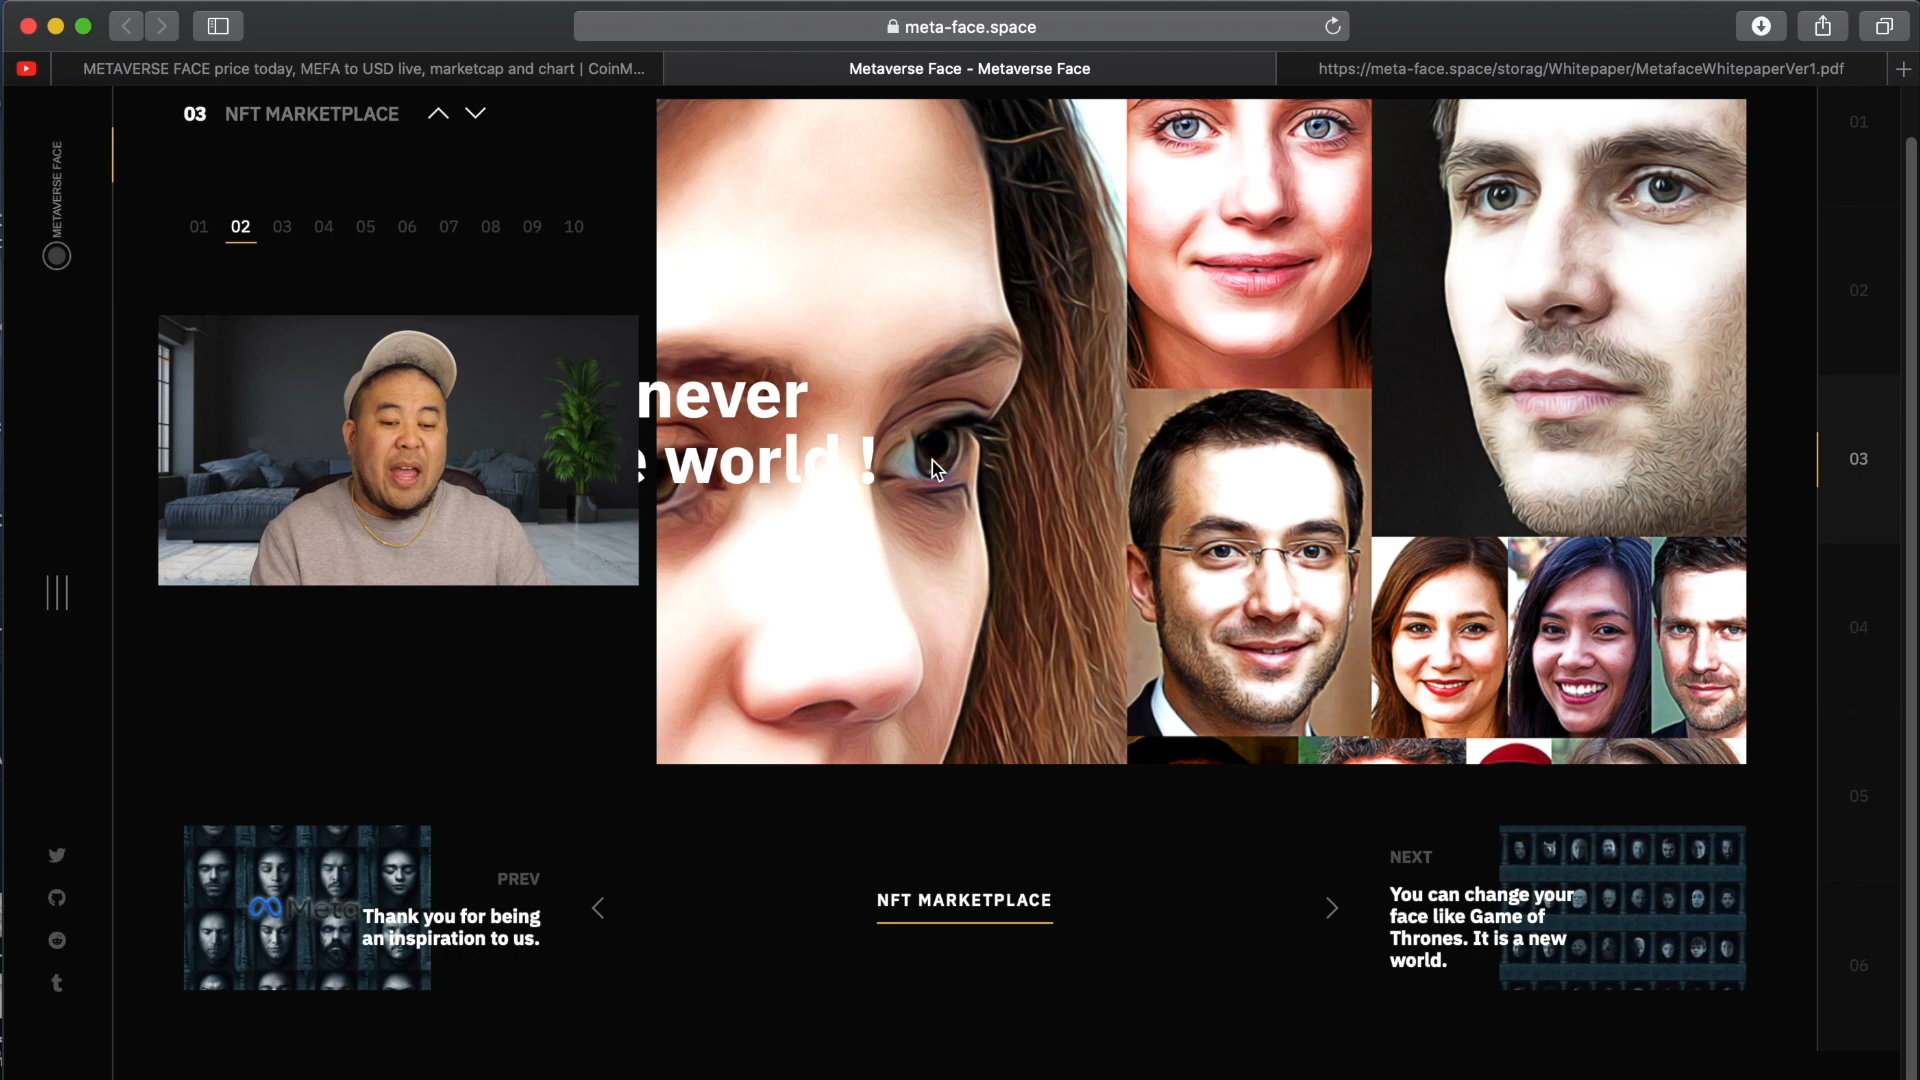 meta-face.space
METAVERSE FACE price today, MEFA to USD live, marketcap and chart | CoinM...
Metaverse Face - Metaverse Face
https://meta-face.space/storag/Whitepaper/MetafaceWhitepaperVer1.pdf
03 NFT MARKETPLACE
METAVERSE FACE
01 02 03 04 05 06 07 08 09 10
never
world !
01
02
03
04
05
06
PREV
Meta
Thank you for being
an inspiration to us.
NFT MARKETPLACE
NEXT
You can change your
face like Game of
Thrones. It is a new
world.